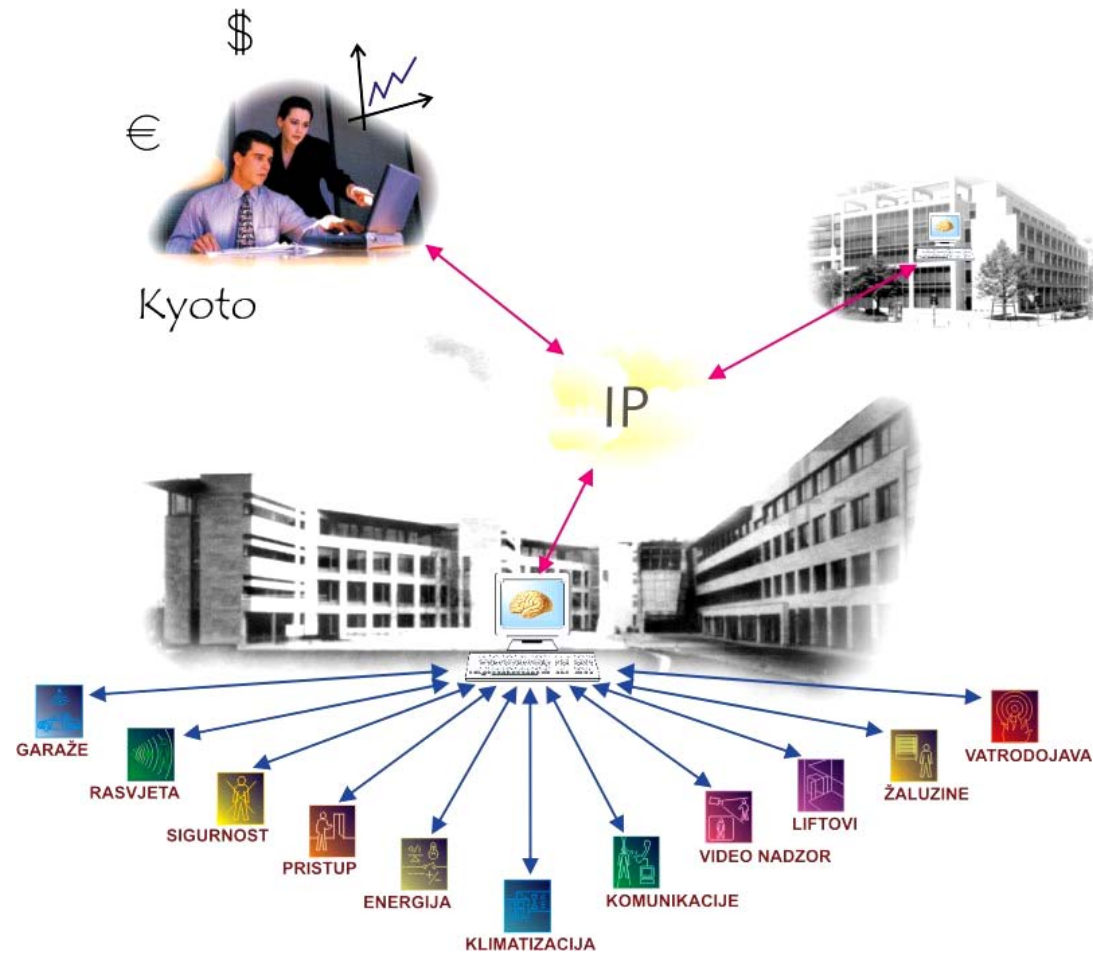 $
€
Kyoto
IP
GARAŽE
RASVJETA
SIGURNOST
PRISTUP
ENERGIJA
KLIMATIZACIJA
KOMUNIKACIJE
VIDEO NADZOR
LIFTOVI
ŽALUZINE
VATRODOJAVA